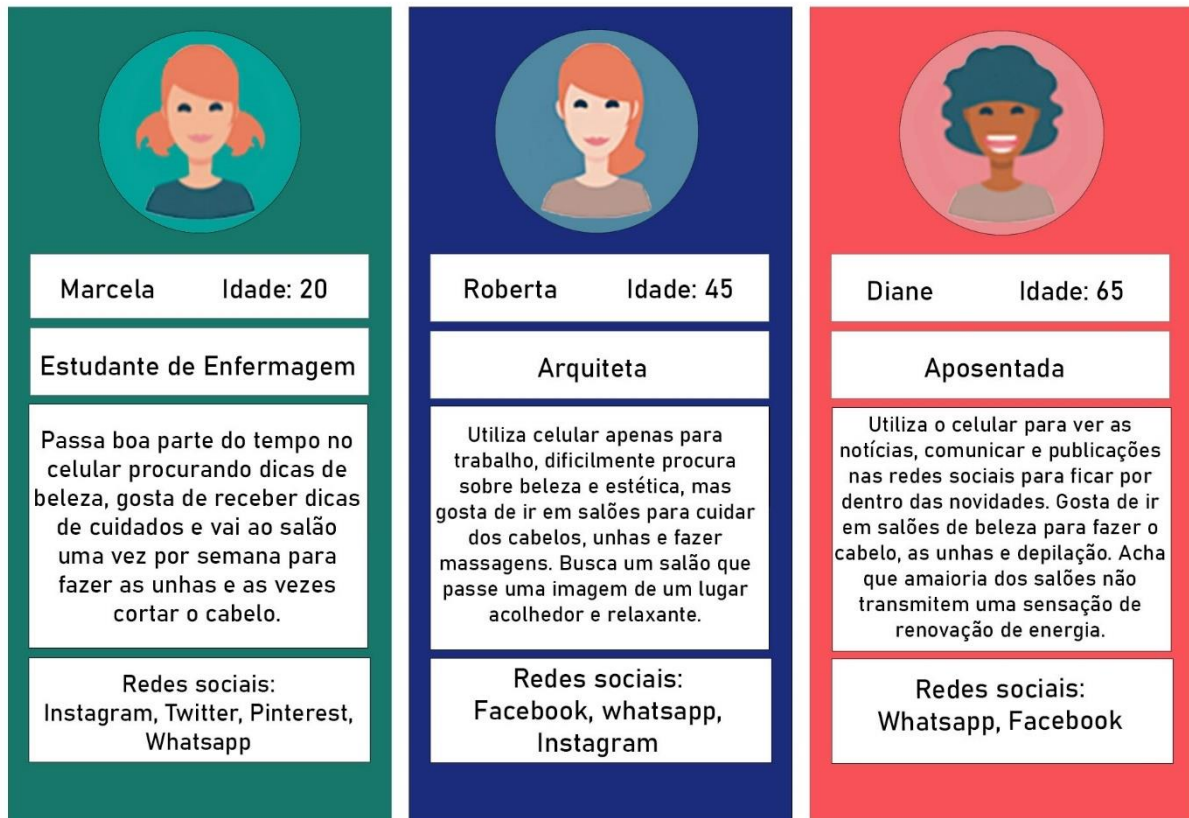 Marcela Idade: 20
Estudante de Enfermagem
Passa boa parte do tempo no
celular procurando dicas de
beleza, gosta de receber dicas
de cuidados e vai ao salão
uma vez por semana para
fazer as unhas e as vezes
cortar o cabelo.
Redes sociais:
Instagram, Twitter, Pinterest,
Whatsapp
Roberta Idade: 45
Arquiteta
Utiliza celular apenas para
trabalho, dificilmente procura
sobre beleza e estética, mas
gosta de ir em salões para cuidar
dos cabelos, unhas e fazer
massagens. Busca um salão que
passe uma imagem de um lugar
acolhedor e relaxante.
Redes sociais:
Facebook, whatsapp,
Instagram
Diane Idade: 65
Aposentada
Utiliza o celular para ver as
notícias, comunicar e publicações
nas redes sociais para ficar por
dentro das novidades. Gosta de ir
em salões de beleza para fazer o
cabelo, as unhas e depilação. Acha
que amaioria dos salões não
transmitem uma sensação de
renovação de energia.
Redes sociais:
Whatsapp, Facebook